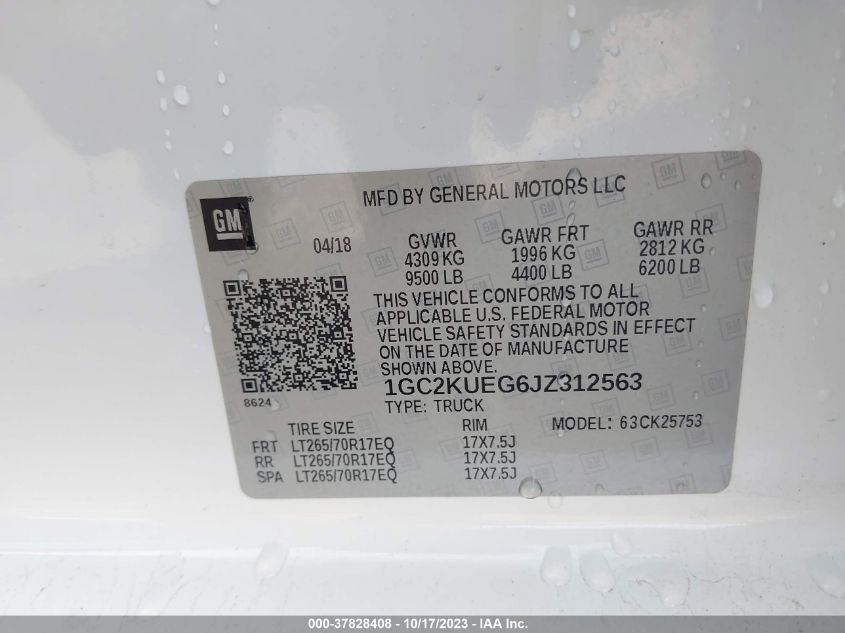 MFD BY GENERAL MOTORS LLC
GM
04/18
GVWR GAWR FRT GAWR RR
4309 KG 1996 KG 2812 KG
9500 LB 4400 LB 6200 LB
THIS VEHICLE CONFORMS TO ALL
APPLICABLE U.S. FEDERAL MOTOR
VEHICLE SAFETY STANDARDS IN EFFECT
ON THE DATE OF MANUFACTURE
SHOWN ABOVE.
8624
1GC2KUEG6JZ312563
TYPE: TRUCK
TIRE SIZE RIM MODEL: 63CK25753
FRT LT265/70R17EQ 17X7.5J
RR LT265/70R17EQ 17X7.5J
SPA LT265/70R17EQ 17X7.5J
000-37828408 - 10/17/2023 - IAA Inc.